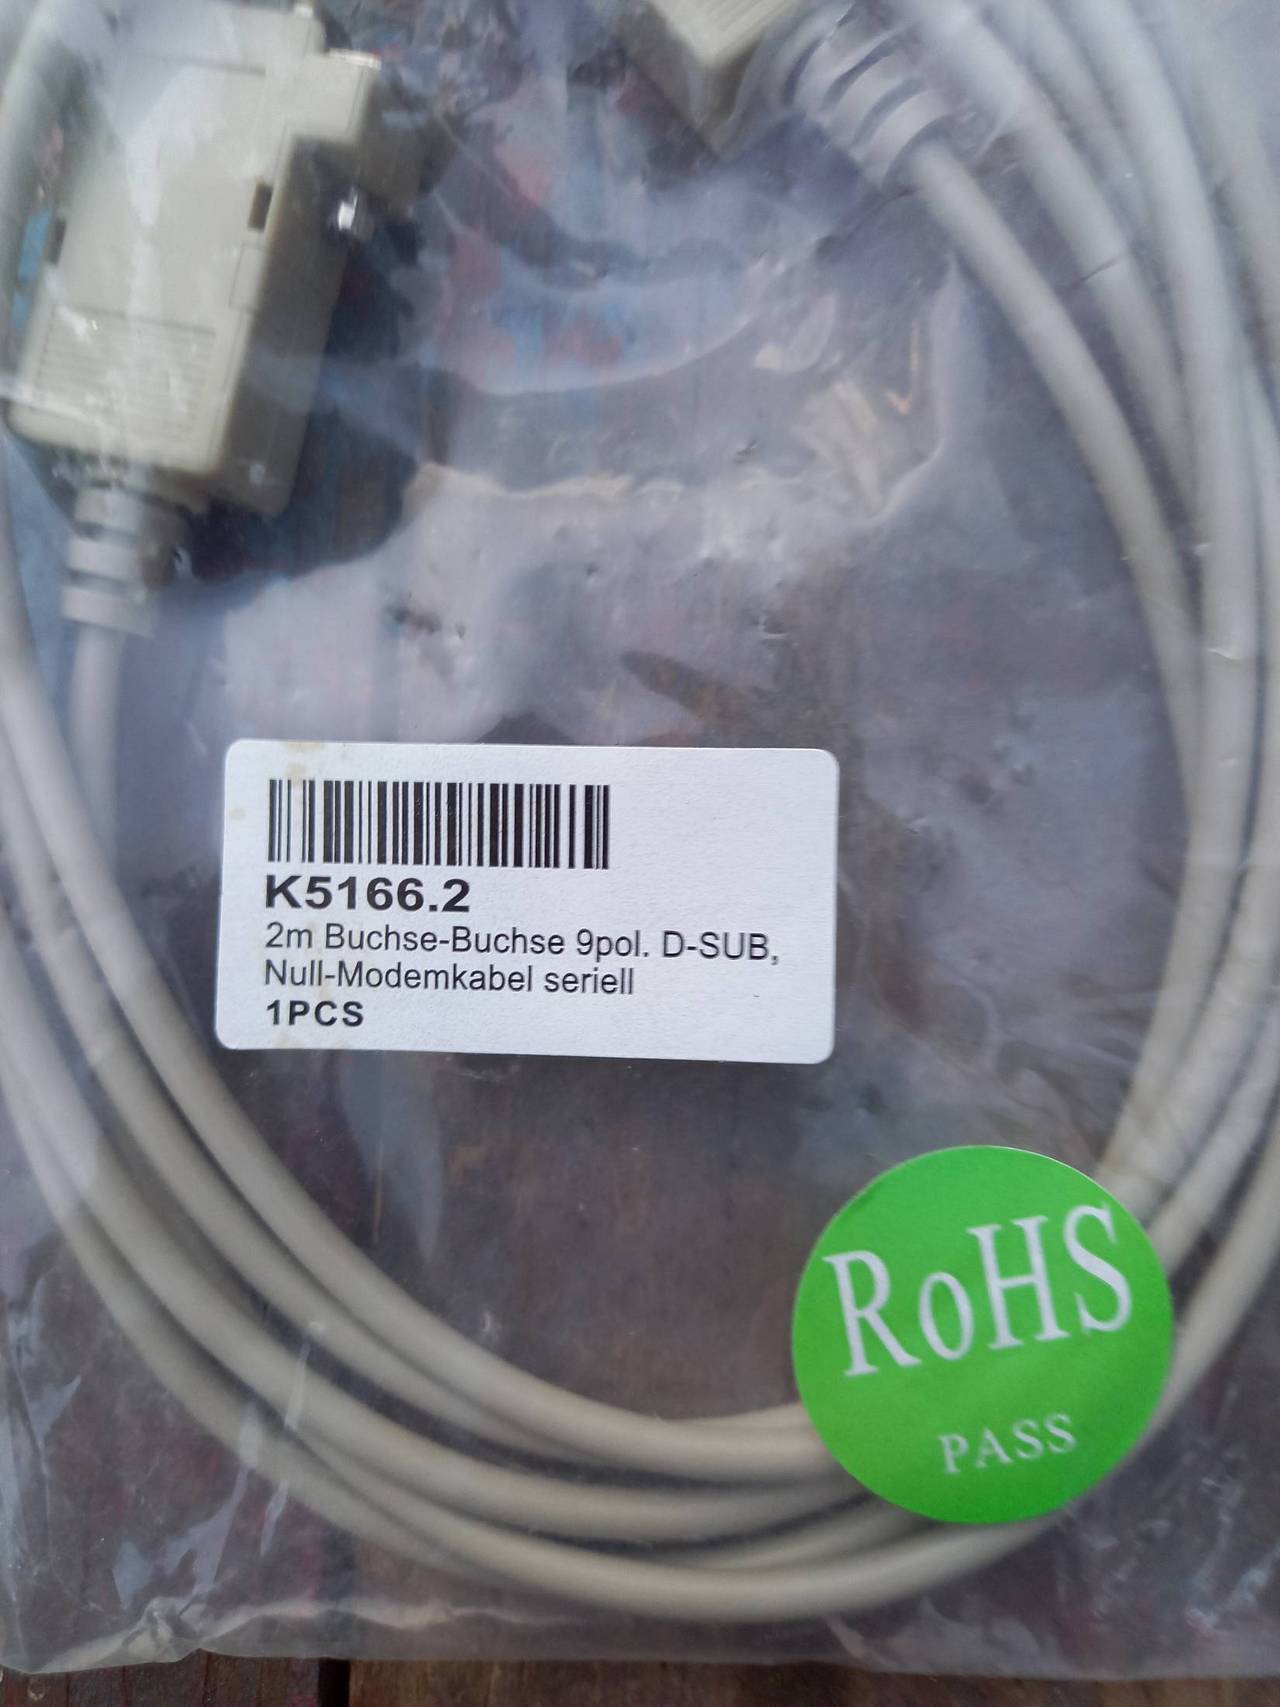 K5166.2
2m Buchse-Buchse 9pol. D-SUB,
Null-Modemkabel seriell
1PCS
RoHS
PASS